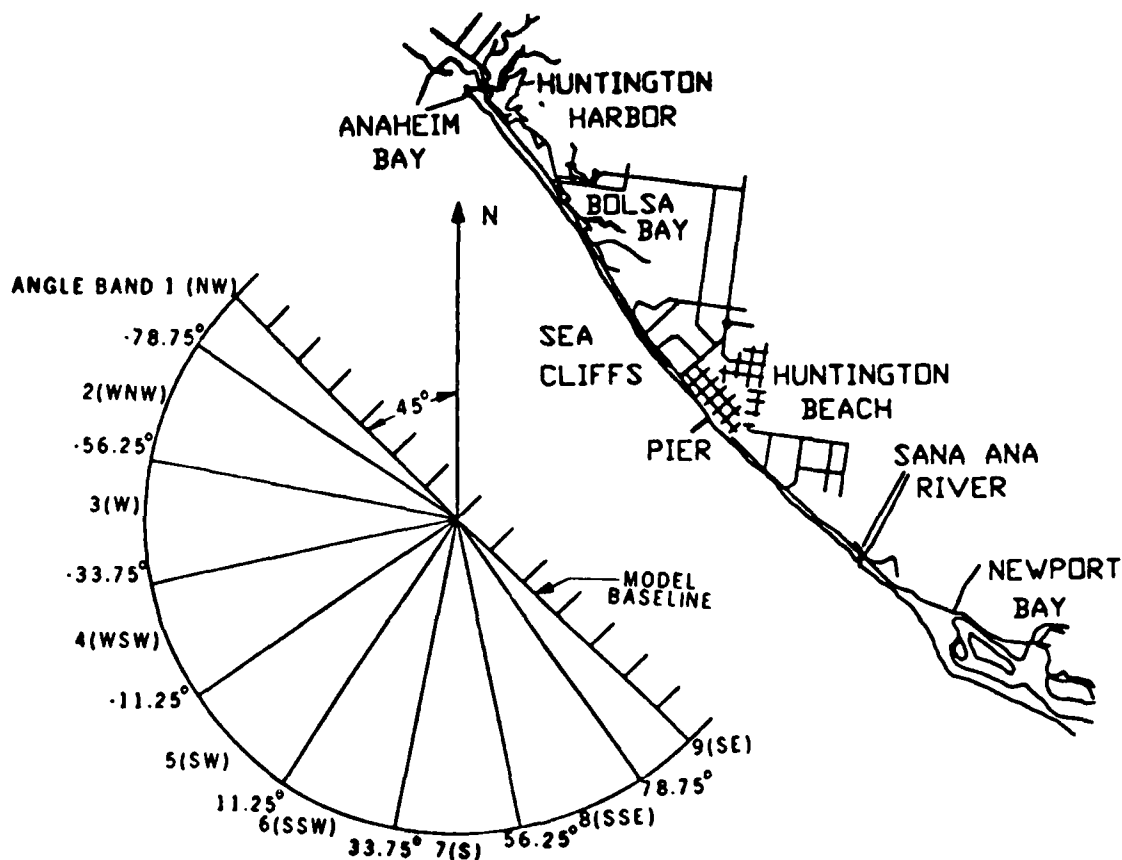 HUNTINGTON
HARBOR
ANAHEIM
BAY
BOLSA
BAY
N
ANGLE BAND 1 (NW)
-78.75°
2(WNW)
-56.25°
3(W)
-33.75°
4(WSW)
-11.25°
5(SW)
11.25°
6(SSW)
33.75°
7(S)
56.25°
8(SSE)
78.75°
9(SE)
45°
MODEL
BASELINE
SEA
CLIFFS
HUNTINGTON
BEACH
PIER
SANA ANA
RIVER
NEWPORT
BAY